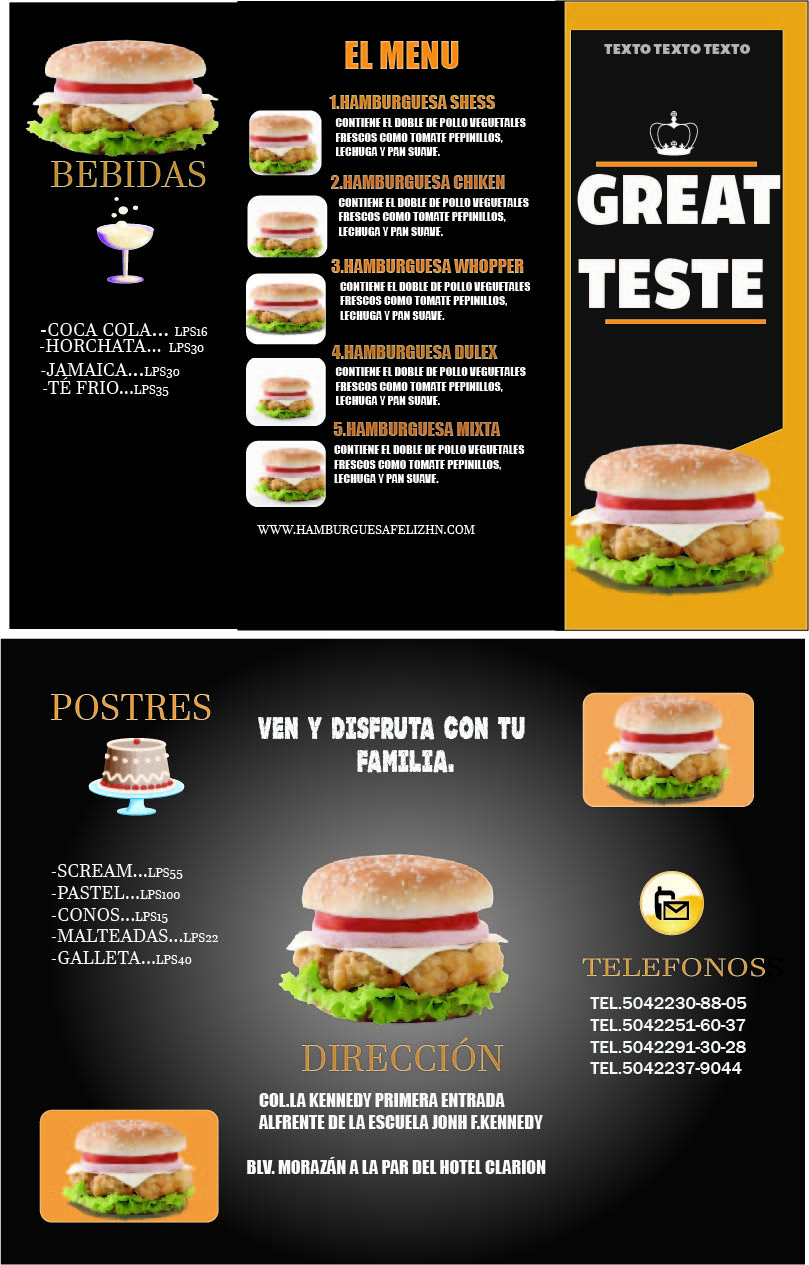 BEBIDAS
-COCA COLA... LPS16
-HORCHATA... LPS30
-JAMAICA...LPS30
-TÉ FRIO...LPS35
EL MENU
1.HAMBURGUESA SHESS
CONTIENE EL DOBLE DE POLLO VEGUETALES
FRESCOS COMO TOMATE PEPINILLOS,
LECHUGA Y PAN SUAVE.
2.HAMBURGUESA CHIKEN
CONTIENE EL DOBLE DE POLLO VEGUETALES
FRESCOS COMO TOMATE PEPINILLOS,
LECHUGA Y PAN SUAVE.
3.HAMBURGUESA WHOPPER
CONTIENE EL DOBLE DE POLLO VEGUETALES
FRESCOS COMO TOMATE PEPINILLOS,
LECHUGA Y PAN SUAVE.
4.HAMBURGUESA DULEX
CONTIENE EL DOBLE DE POLLO VEGUETALES
FRESCOS COMO TOMATE PEPINILLOS,
LECHUGA Y PAN SUAVE.
5.HAMBURGUESA MIXTA
CONTIENE EL DOBLE DE POLLO VEGUETALES
FRESCOS COMO TOMATE PEPINILLOS,
LECHUGA Y PAN SUAVE.
WWW.HAMBURGUESAFELIZHN.COM
TEXTO TEXTO TEXTO
GREAT
TESTE
POSTRES
-SCREAM...LPS55
-PASTEL...LPS100
-CONOS...LPS15
-MALTEADAS...LPS22
-GALLETA...LPS40
VEN Y DISFRUTA CON TU
FAMILIA.
DIRECCIÓN
COL.LA KENNEDY PRIMERA ENTRADA
ALFRENTE DE LA ESCUELA JONH F.KENNEDY
BLV. MORAZÁN A LA PAR DEL HOTEL CLARION
TELEFONOS
TEL.5042230-88-05
TEL.5042251-60-37
TEL.5042291-30-28
TEL.5042237-9044